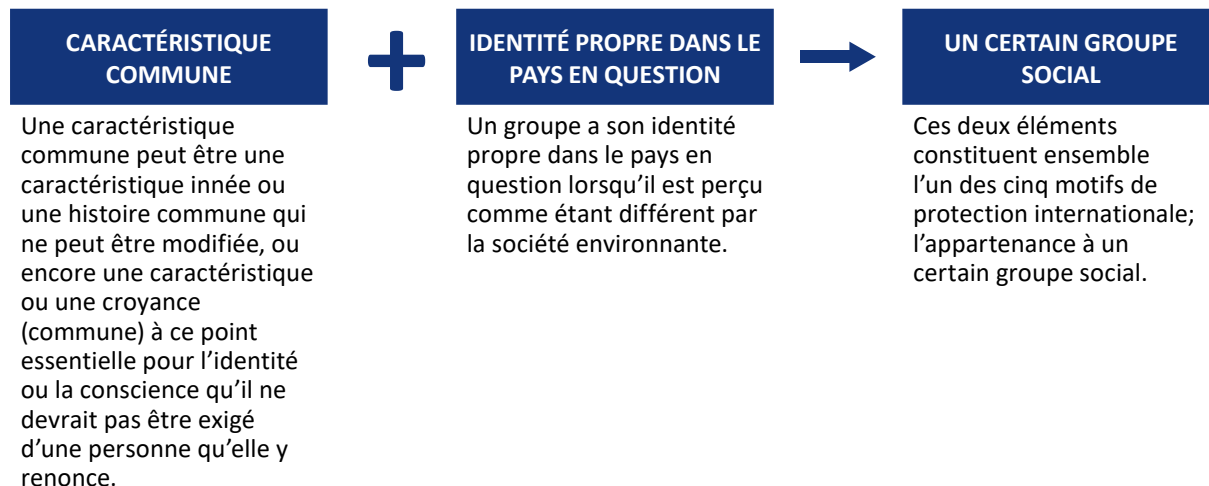 CARACTÉRISTIQUE
COMMUNE
Une caractéristique
commune peut être une
caractéristique innée ou
une histoire commune qui
ne peut être modifiée, ou
encore une caractéristique
ou une croyance
(commune) à ce point
essentielle pour l’identité
ou la conscience qu’il ne
devrait pas être exigé
d’une personne qu’elle y
renonce.
IDENTITÉ PROPRE DANS LE
PAYS EN QUESTION
Un groupe a son identité
propre dans le pays en
question lorsqu’il est perçu
comme étant différent par
la société environnante.
UN CERTAIN GROUPE
SOCIAL
Ces deux éléments
constituent ensemble
l’un des cinq motifs de
protection internationale;
l’appartenance à un
certain groupe social.